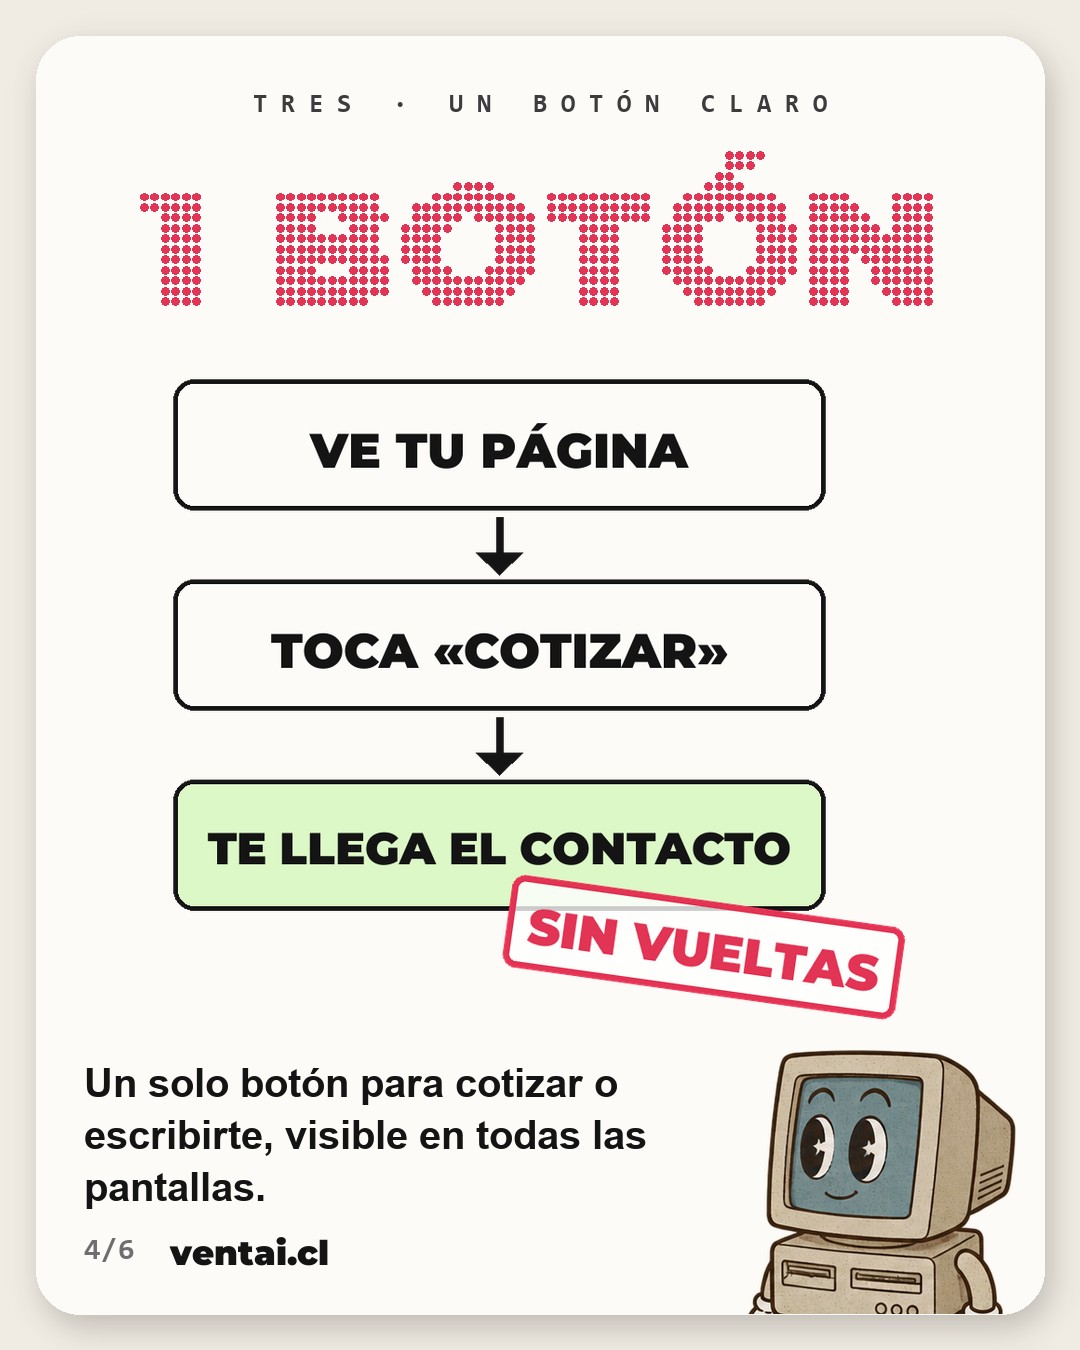 TRES · UN BOTÓN CLARO
1 BOTÓN
VE TU PÁGINA
TOCA «COTIZAR»
TE LLEGA EL CONTACTO
SIN VUELTAS
Un solo botón para cotizar o
escribirte, visible en todas las
pantallas.
4/6 ventai.cl